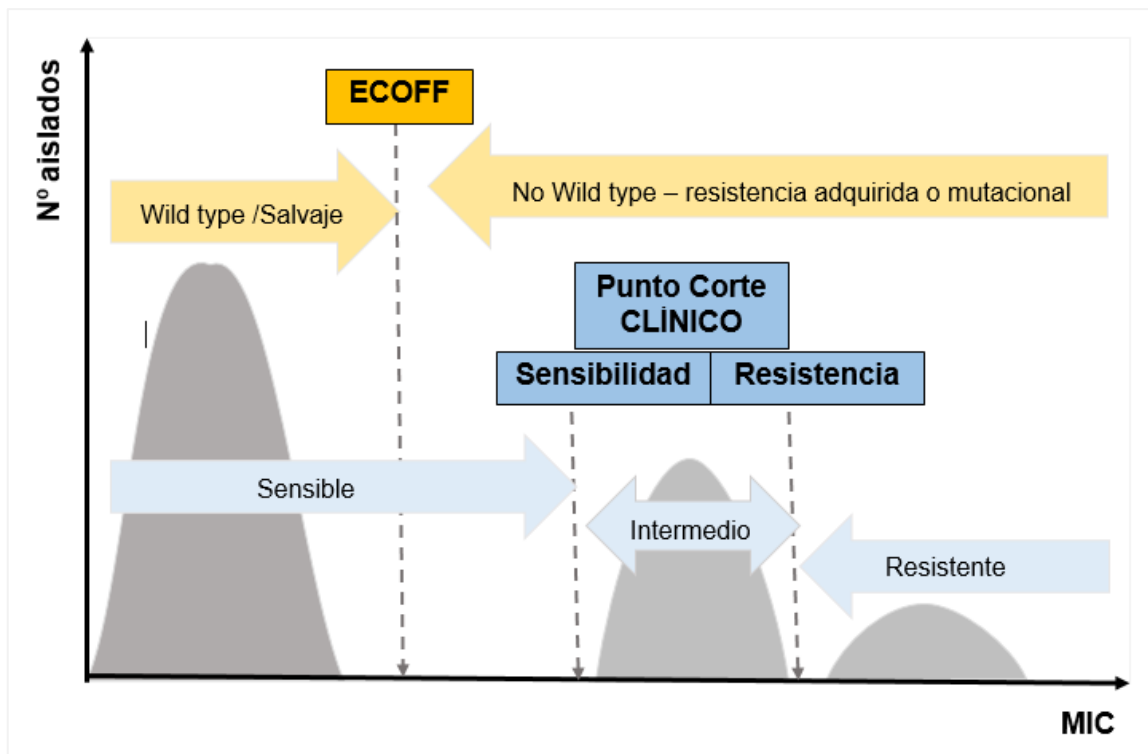 Nº aislados
ECOFF
Wild type /Salvaje
No Wild type – resistencia adquirida o mutacional
Punto Corte
CLÍNICO
Sensibilidad
Resistencia
Sensible
Intermedio
Resistente
MIC